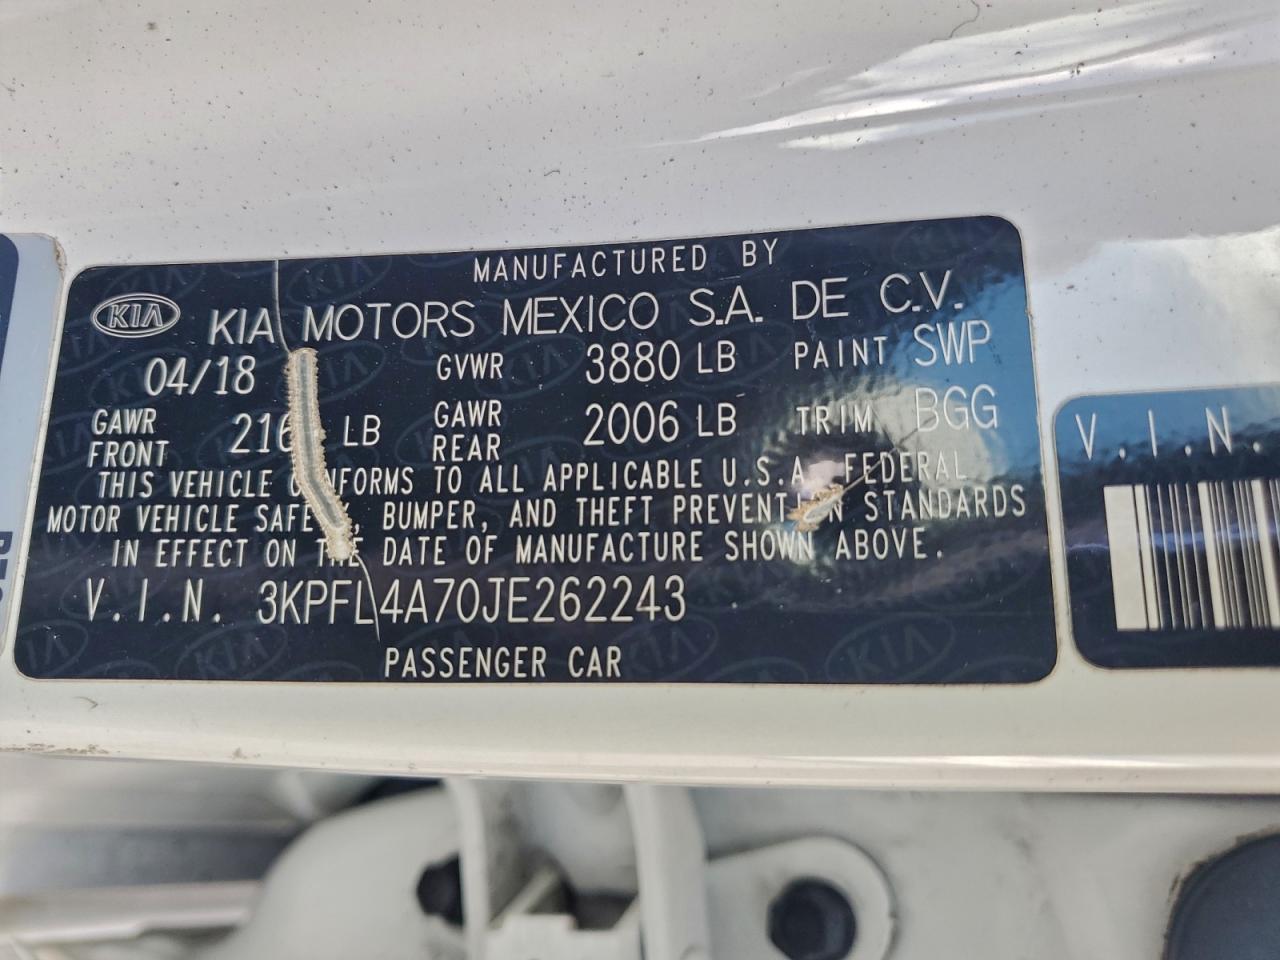 MANUFACTURED BY
KIA KIA MOTORS MEXICO S.A. DE C.V.
04/18 GVWR 3880 LB PAINT SWP
GAWR FRONT LB GAWR REAR 2006 LB TRIM BGG
THIS VEHICLE TO ALL APPLICABLE U.S.A. FEDERAL
MOTOR VEHICLE BUMPER, AND THEFT PREVENTION STANDARDS
IN EFFECT ON THE DATE OF MANUFACTURE SHOWN ABOVE.
V.I.N. 3KPFL4A70JE262243
PASSENGER CAR
V.I.N.